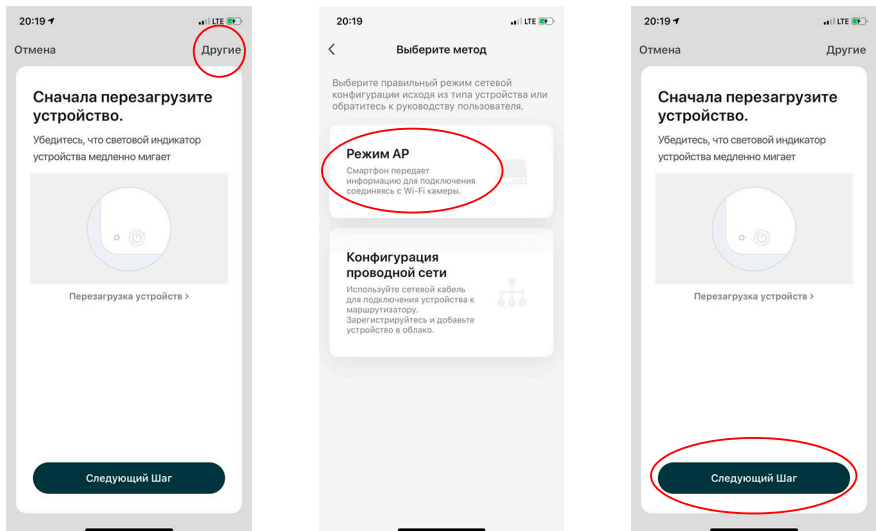 20:19
LTE
Отмена
Другие
Сначала перезагрузите
устройство.
Убедитесь, что световой индикатор
устройства медленно мигает
Перезагрузка устройств >
Следующий Шаг
20:19
LTE
Выберите метод
Выберите правильный режим сетевой
конфигурации исходя из типа устройства или
обратитесь к руководству пользователя.
Режим AP
Смартфон передает
информацию для подключения
соединяясь с Wi-Fi камеры.
Конфигурация
проводной сети
Используйте сетевой кабель
для подключения устройства к
маршрутизатору.
Зарегистрируйтесь и добавьте
устройство в облако.
20:19
LTE
Отмена
Другие
Сначала перезагрузите
устройство.
Убедитесь, что световой индикатор
устройства медленно мигает
Перезагрузка устройств >
Следующий Шаг